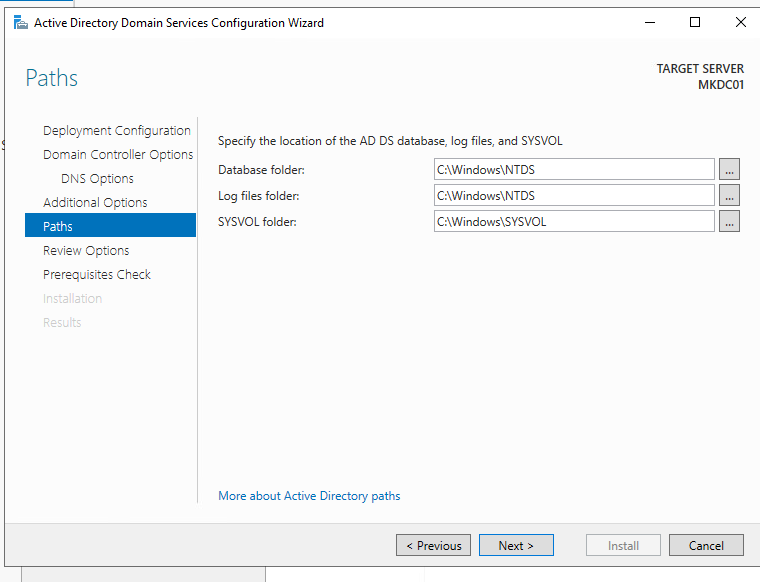 Active Directory Domain Services Configuration Wizard
Paths
TARGET SERVER
MKDC01
Deployment Configuration
Domain Controller Options
DNS Options
Additional Options
Paths
Review Options
Prerequisites Check
Installation
Results
Specify the location of the AD DS database, log files, and SYSVOL
Database folder: C:\Windows\NTDS ...
Log files folder: C:\Windows\NTDS ...
SYSVOL folder: C:\Windows\SYSVOL ...
More about Active Directory paths
< Previous Next > Install Cancel